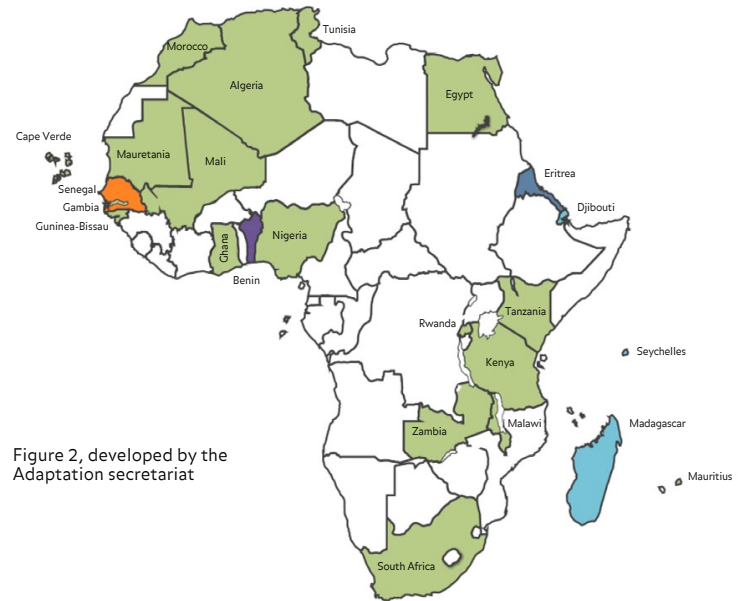 Tunisia
Morocco
Algeria
Egypt
Cape Verde
Mauretania
Mali
Eritrea
Senegal
Gambia
Djibouti
Guninea-Bissau
Ghana
Nigeria
Benin
Tanzania
Rwanda
Seychelles
Kenya
Malawi
Madagascar
Zambia
Figure 2, developed by the
Adaptation secretariat
Mauritius
South Africa